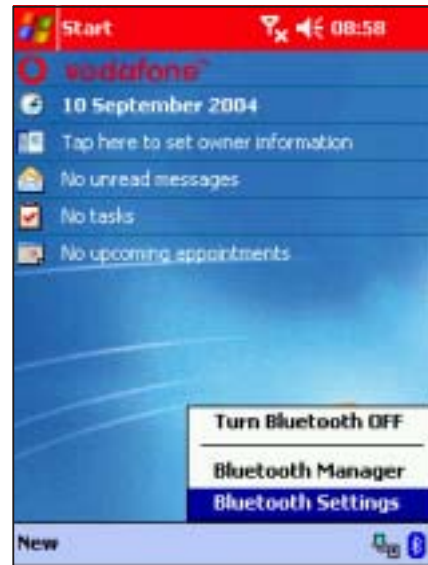 Start 08:58
vodafone™
10 September 2004
Tap here to set owner information
No unread messages
No tasks
No upcoming appointments
Turn Bluetooth OFF
Bluetooth Manager
Bluetooth Settings
New